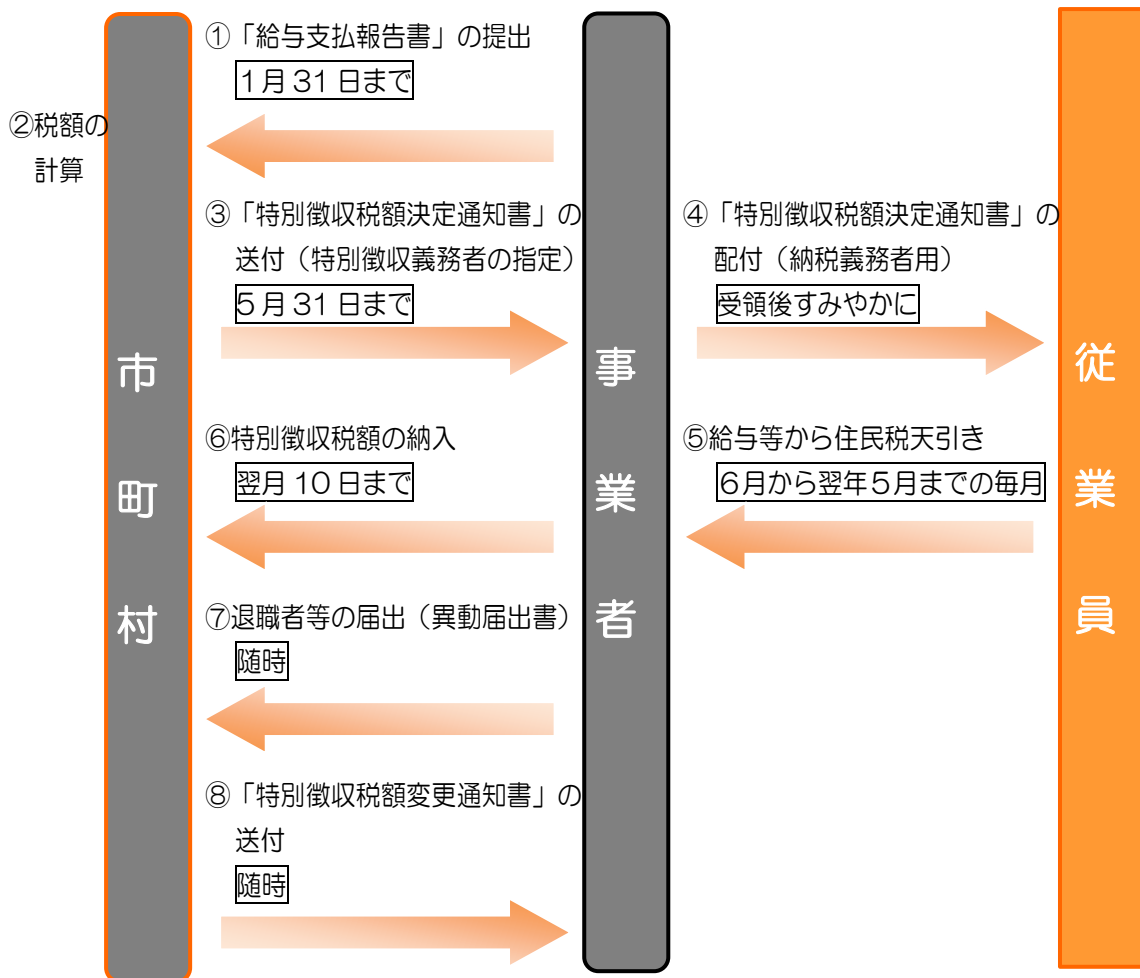 ①「給与支払報告書」の提出
1月31日まで
②税額の
計算
③「特別徴収税額決定通知書」の
送付（特別徴収義務者の指定）
5月31日まで
④「特別徴収税額決定通知書」の
配付（納税義務者用）
受領後すみやかに
市町村
事業者
従業員
⑥特別徴収税額の納入
翌月10日まで
⑤給与等から住民税天引き
6月から翌年5月までの毎月
⑦退職者等の届出（異動届出書）
随時
⑧「特別徴収税額変更通知書」の
送付
随時